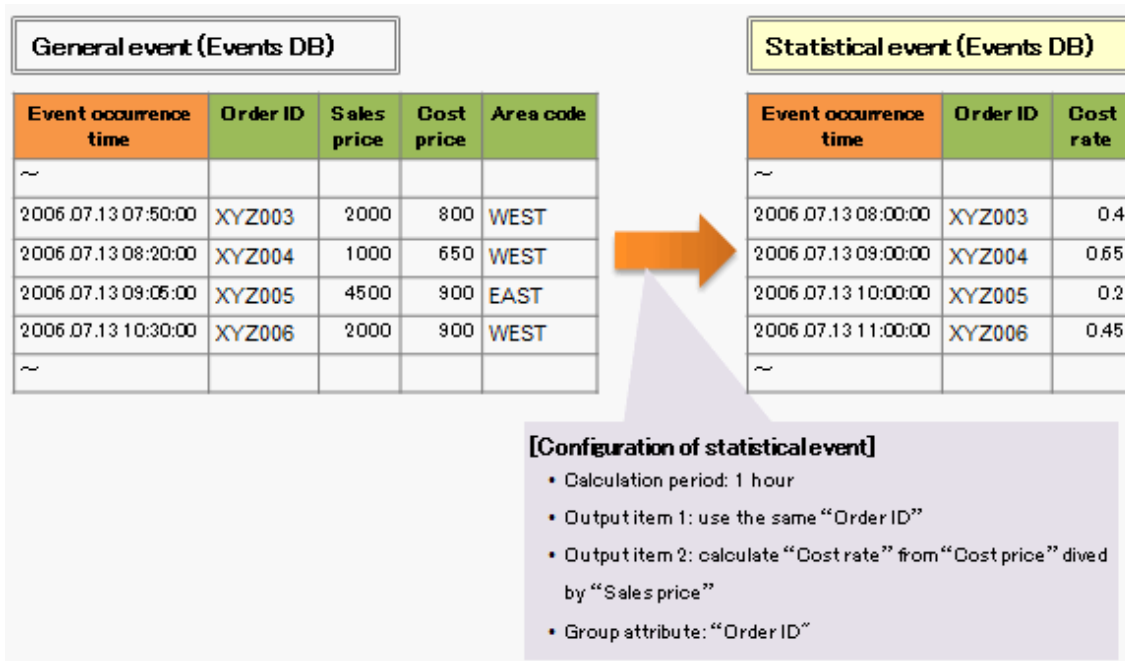 General event (Events DB)
Statistical event (Events DB)
Event occurrence time Order ID Sales price Cost price Area code
~
2006.07.13 07:50:00 XYZ003 2000 800 WEST
2006.07.13 08:20:00 XYZ004 1000 650 WEST
2006.07.13 09:05:00 XYZ005 4500 900 EAST
2006.07.13 10:30:00 XYZ006 2000 900 WEST
~
Event occurrence time Order ID Cost rate
~
2006.07.13 08:00:00 XYZ003 0.4
2006.07.13 09:00:00 XYZ004 0.65
2006.07.13 10:00:00 XYZ005 0.2
2006.07.13 11:00:00 XYZ006 0.45
~
[Configuration of statistical event]
• Calculation period: 1 hour
• Output item 1: use the same “Order ID”
• Output item 2: calculate “Cost rate” from “Cost price” dived
by “Sales price”
• Group attribute: “Order ID”